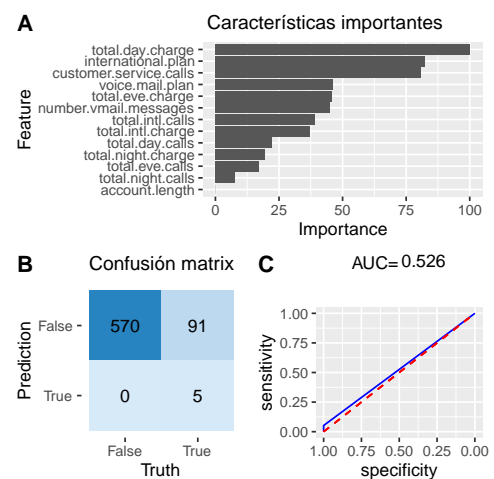 A
Características importantes
Feature
total.day.charge
international.plan
customer.service.calls
voice.mail.plan
total.eve.charge
number.vmail.messages
total.intl.calls
total.intl.charge
total.day.calls
total.night.charge
total.eve.calls
total.night.calls
account.length
0 25 50 75 100
Importance
B
Confusión matrix
Prediction
False 570 91
True 0 5
False True
Truth
C
AUC= 0.526
sensitivity
1.00
0.75
0.50
0.25
0.00
1.00 0.75 0.50 0.25 0.00
specificity